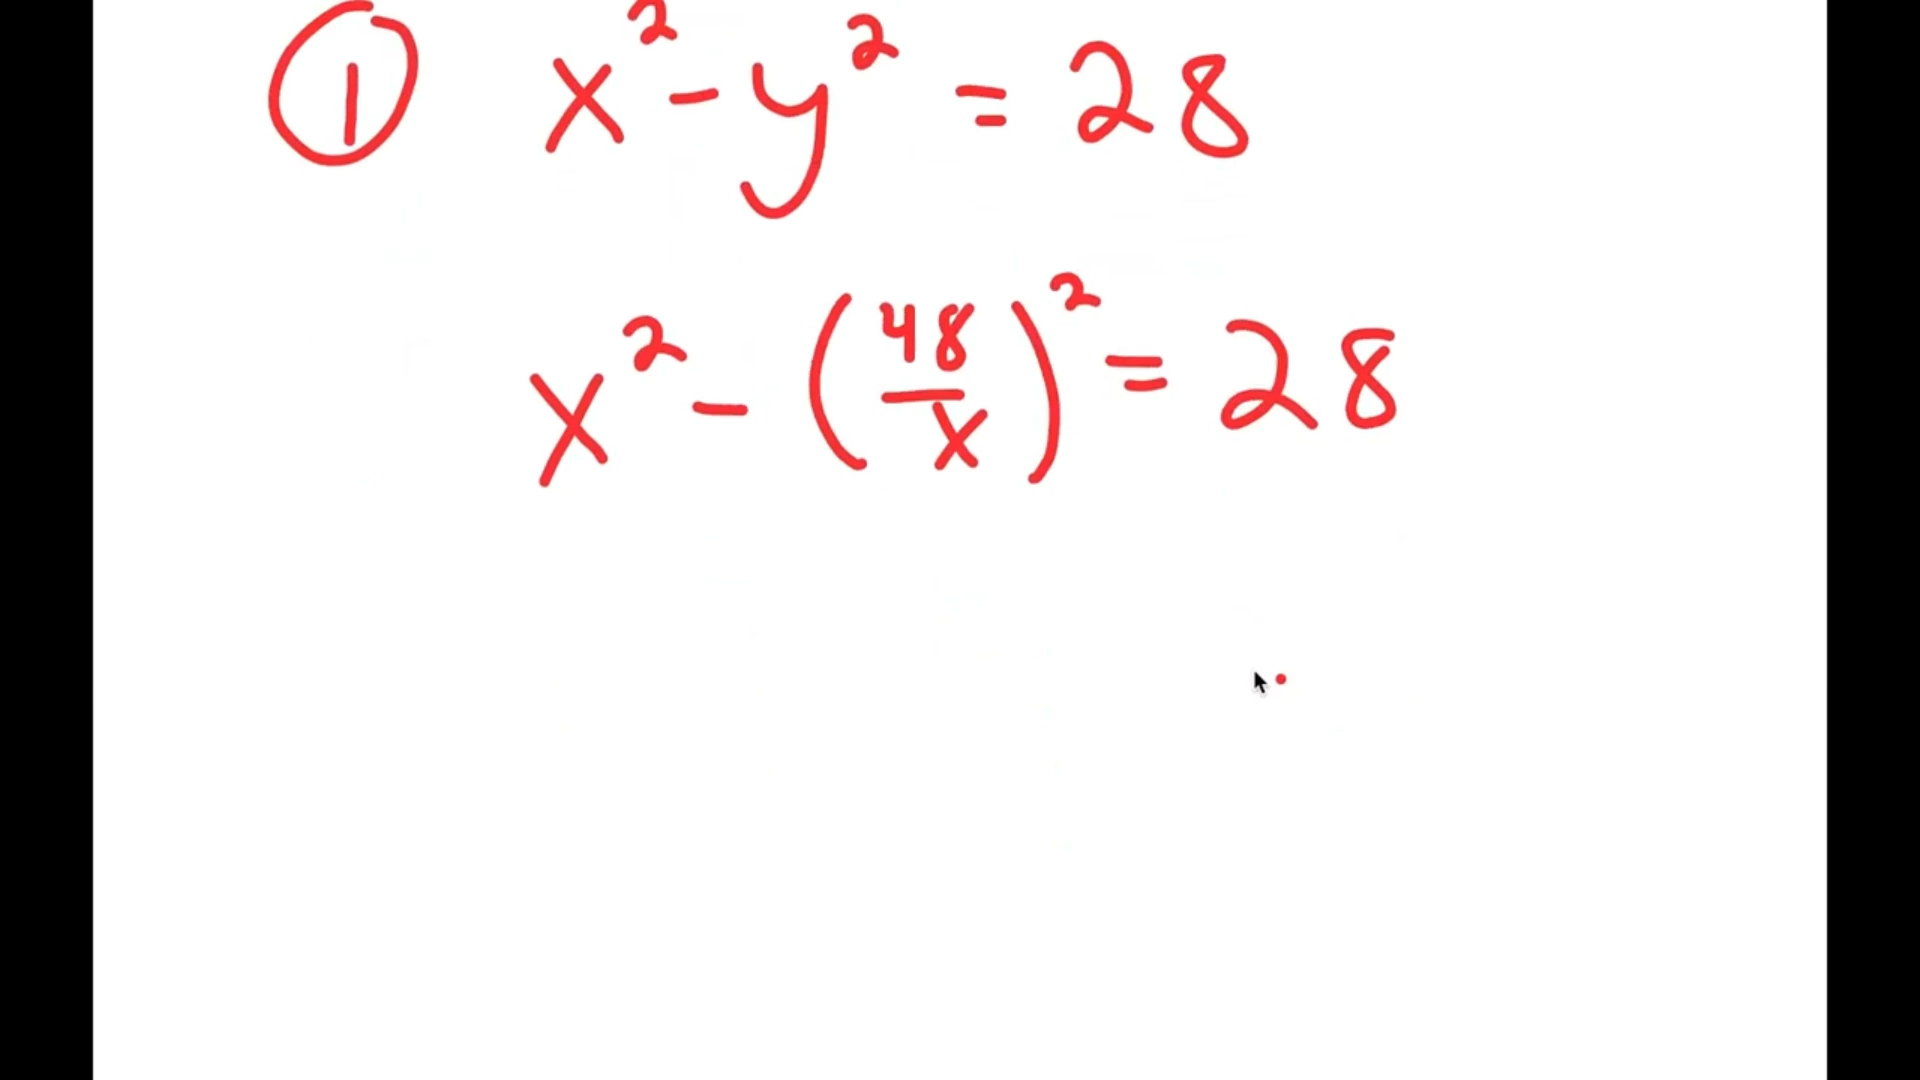 ① x² - y² = 28
x² - (48/x)² = 28